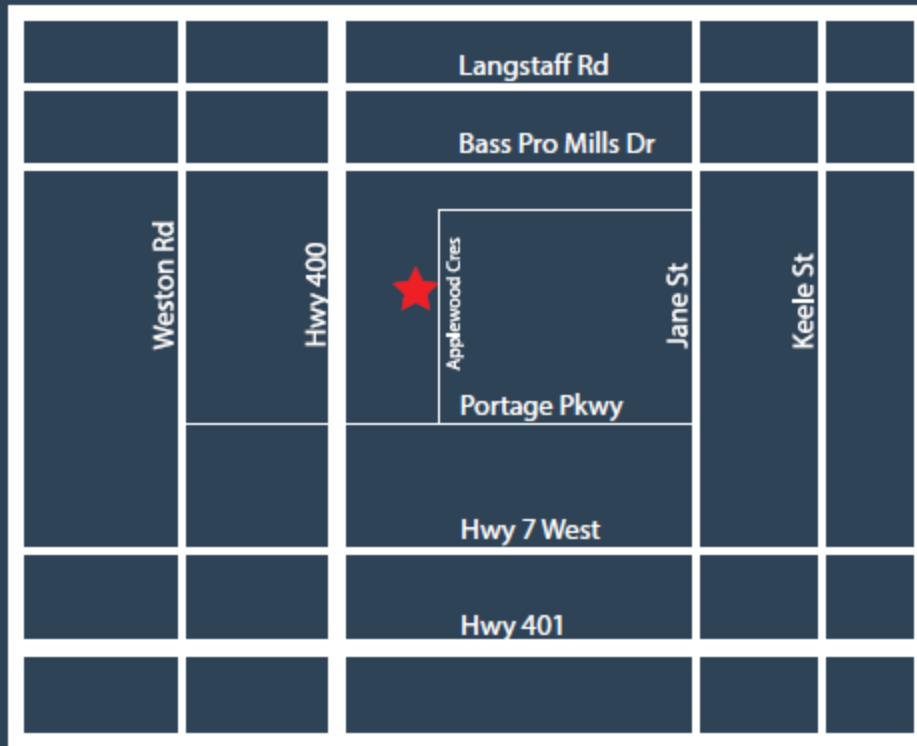 Langstaff Rd
Bass Pro Mills Dr
Weston Rd
Hwy 400
Applewood Cres
Jane St
Keele St
Portage Pkwy
Hwy 7 West
Hwy 401